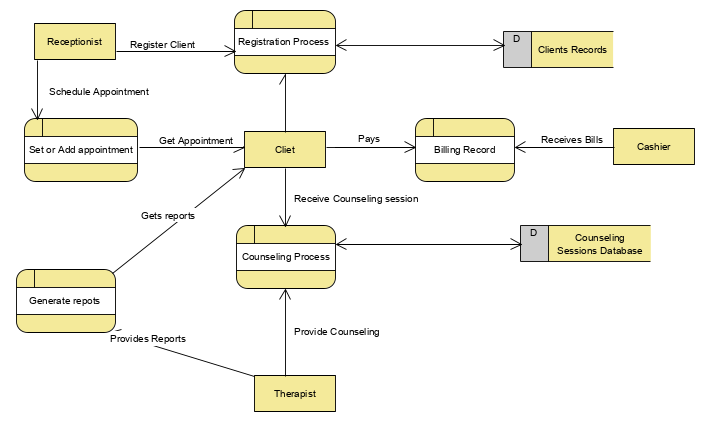 Receptionist
Register Client
Registration Process
D
Clients Records
Schedule Appointment
Set or Add appointment
Get Appointment
Cliet
Pays
Billing Record
Receives Bills
Cashier
Receive Counseling session
Gets reports
Counseling Process
D
Counseling
Sessions Database
Generate repots
Provides Reports
Provide Counseling
Therapist